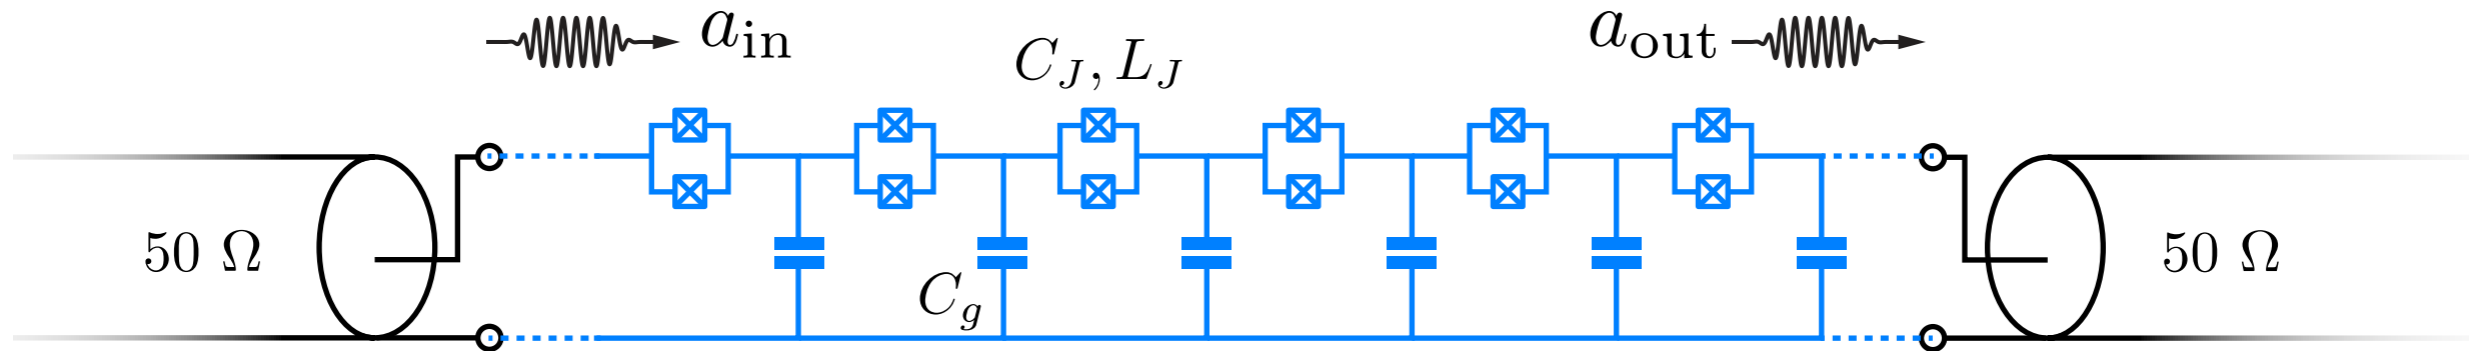 a_in
C_J, L_J
a_out
50 Ω
C_g
50 Ω